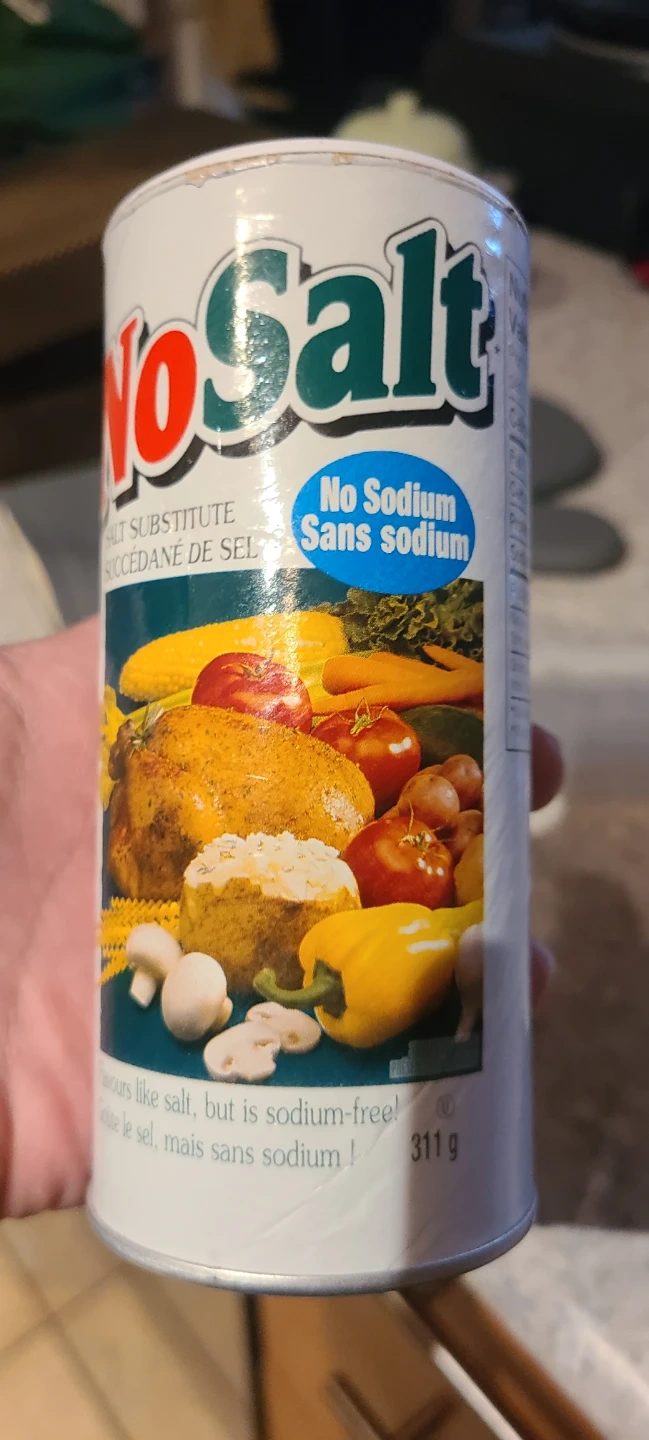 NoSalt
No Sodium
Sans sodium
SALT SUBSTITUTE
SUCCÉDANÉ DE SEL
like salt, but is sodium-free!
le sel, mais sans sodium !
U
311 g